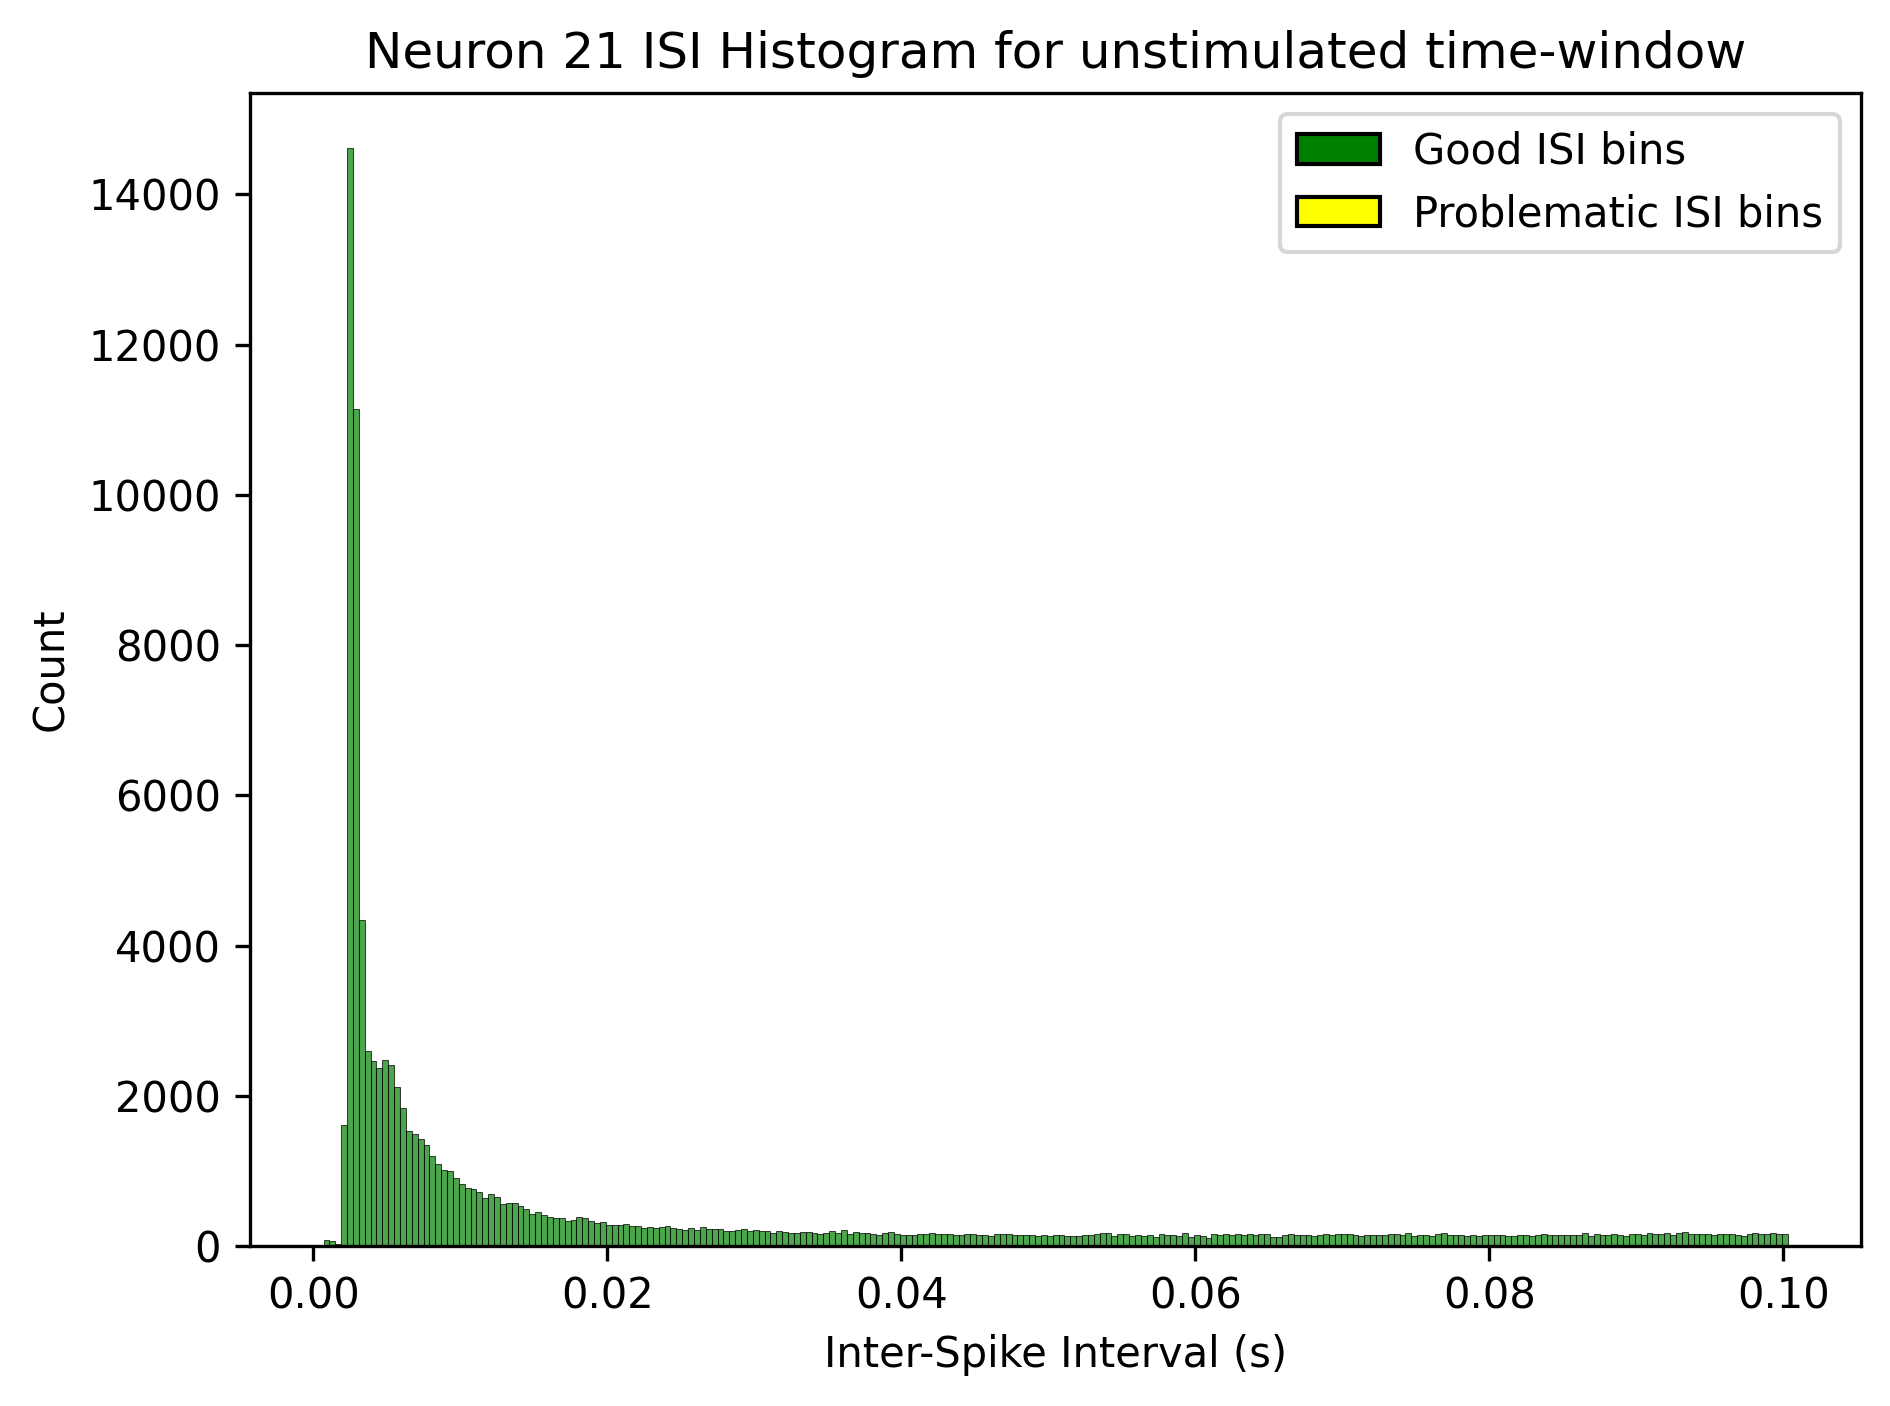 Neuron 21 ISI Histogram for unstimulated time-window
Good ISI bins
Problematic ISI bins
14000
12000
10000
8000
6000
4000
2000
0
Count
0.00 0.02 0.04 0.06 0.08 0.10
Inter-Spike Interval (s)